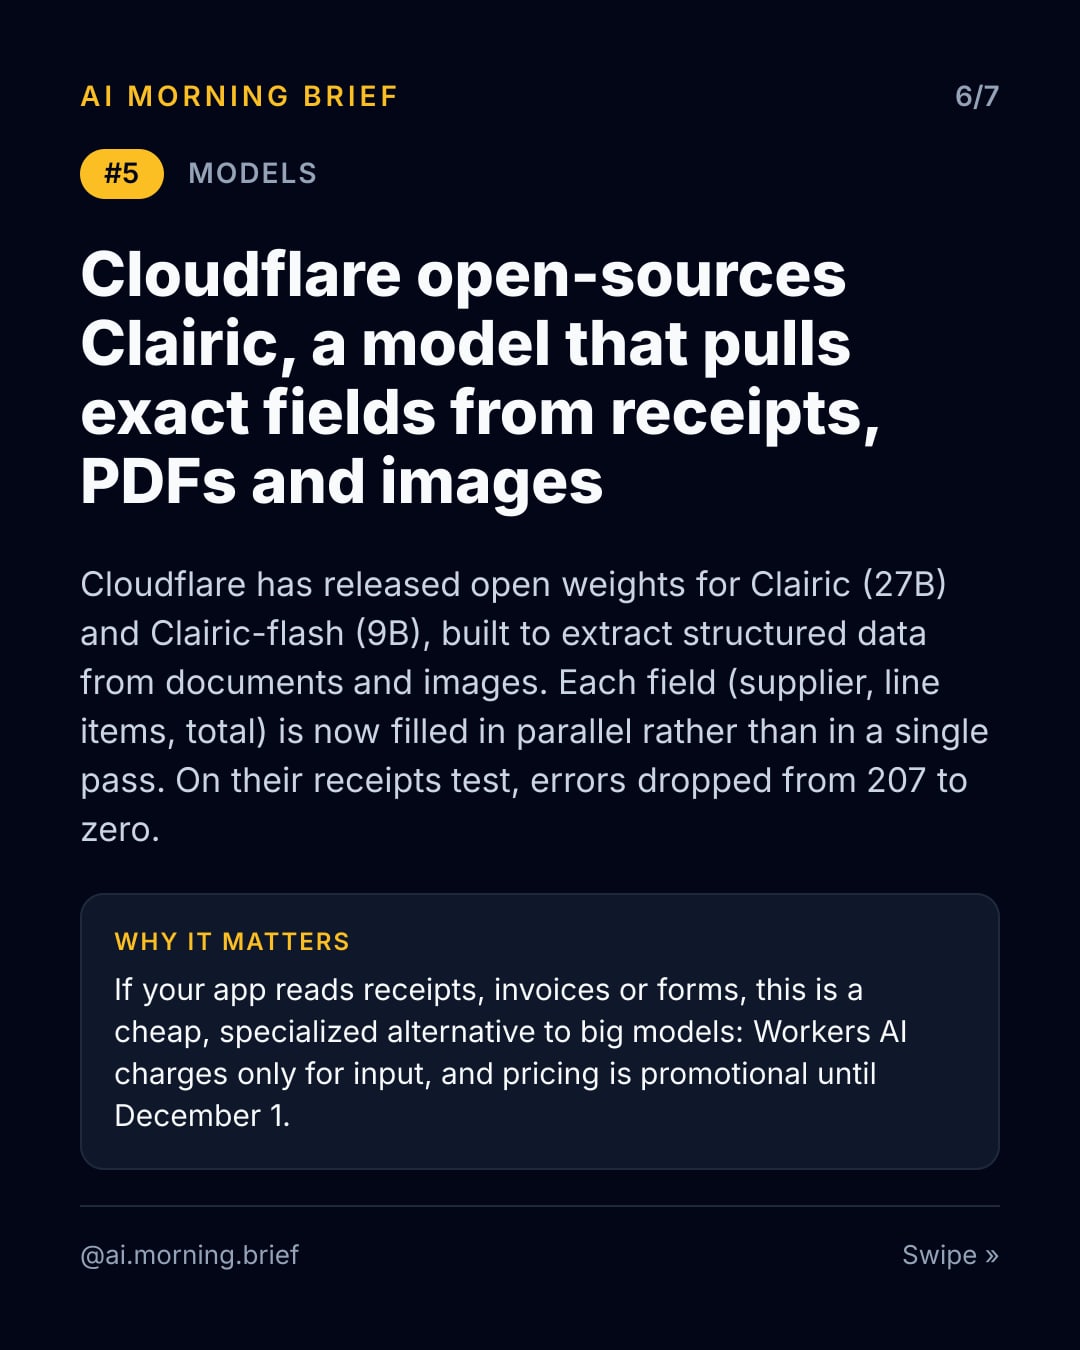 AI MORNING BRIEF
6/7
#5
MODELS
Cloudflare open-sources
Clairic, a model that pulls
exact fields from receipts,
PDFs and images
Cloudflare has released open weights for Clairic (27B)
and Clairic-flash (9B), built to extract structured data
from documents and images. Each field (supplier, line
items, total) is now filled in parallel rather than in a single
pass. On their receipts test, errors dropped from 207 to
zero.
WHY IT MATTERS
If your app reads receipts, invoices or forms, this is a
cheap, specialized alternative to big models: Workers AI
charges only for input, and pricing is promotional until
December 1.
@ai.morning.brief
Swipe »